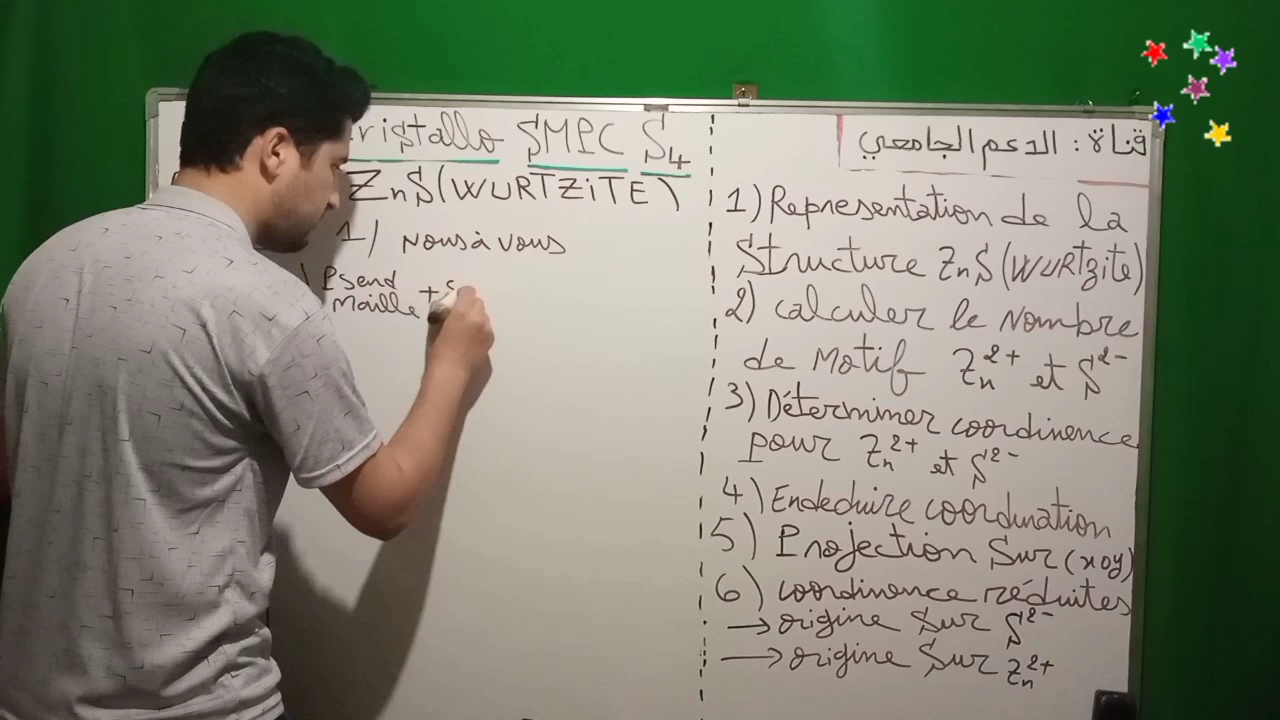 ristallo SMPC S4
ZnS(WURTZiTE)
1/ Nous à vous
Psend
Maille +
قناة: الدعم الجامعي
1) Representation de la
Structure ZnS(WURTzite)
2) calculer le Nombre
de Motif Zn²⁺ et S²⁻
3) Déterminer coordinence
pour Zn²⁺ et S²⁻
4) Endeduire coordination
5) Projection Sur (xoy)
6) coordinence réduites
→ origine Sur S²⁻
→ origine Sur Zn²⁺